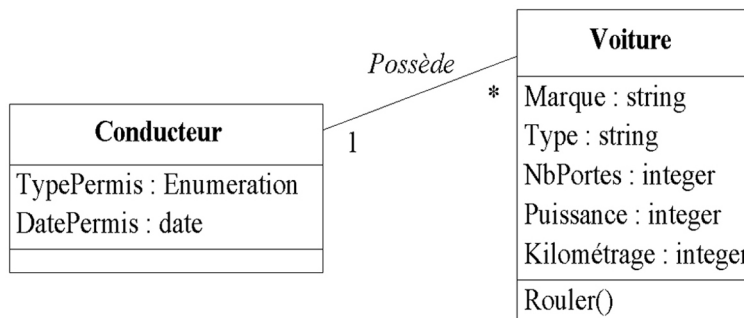 Possède
1
*
Conducteur
TypePermis : Enumeration
DatePermis : date
Voiture
Marque : string
Type : string
NbPortes : integer
Puissance : integer
Kilométrage : integer
Rouler()